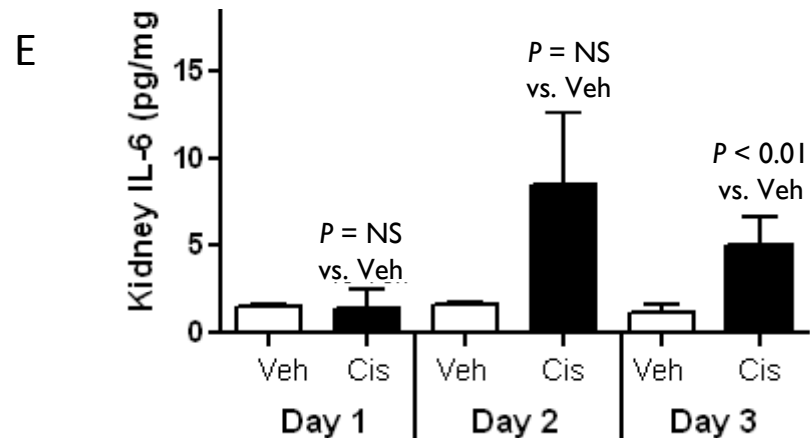 E
Kidney IL-6 (pg/mg
15
10
5
0
P = NS
vs. Veh
P = NS
vs. Veh
P < 0.01
vs. Veh
Veh Cis Veh Cis Veh Cis
Day 1 Day 2 Day 3